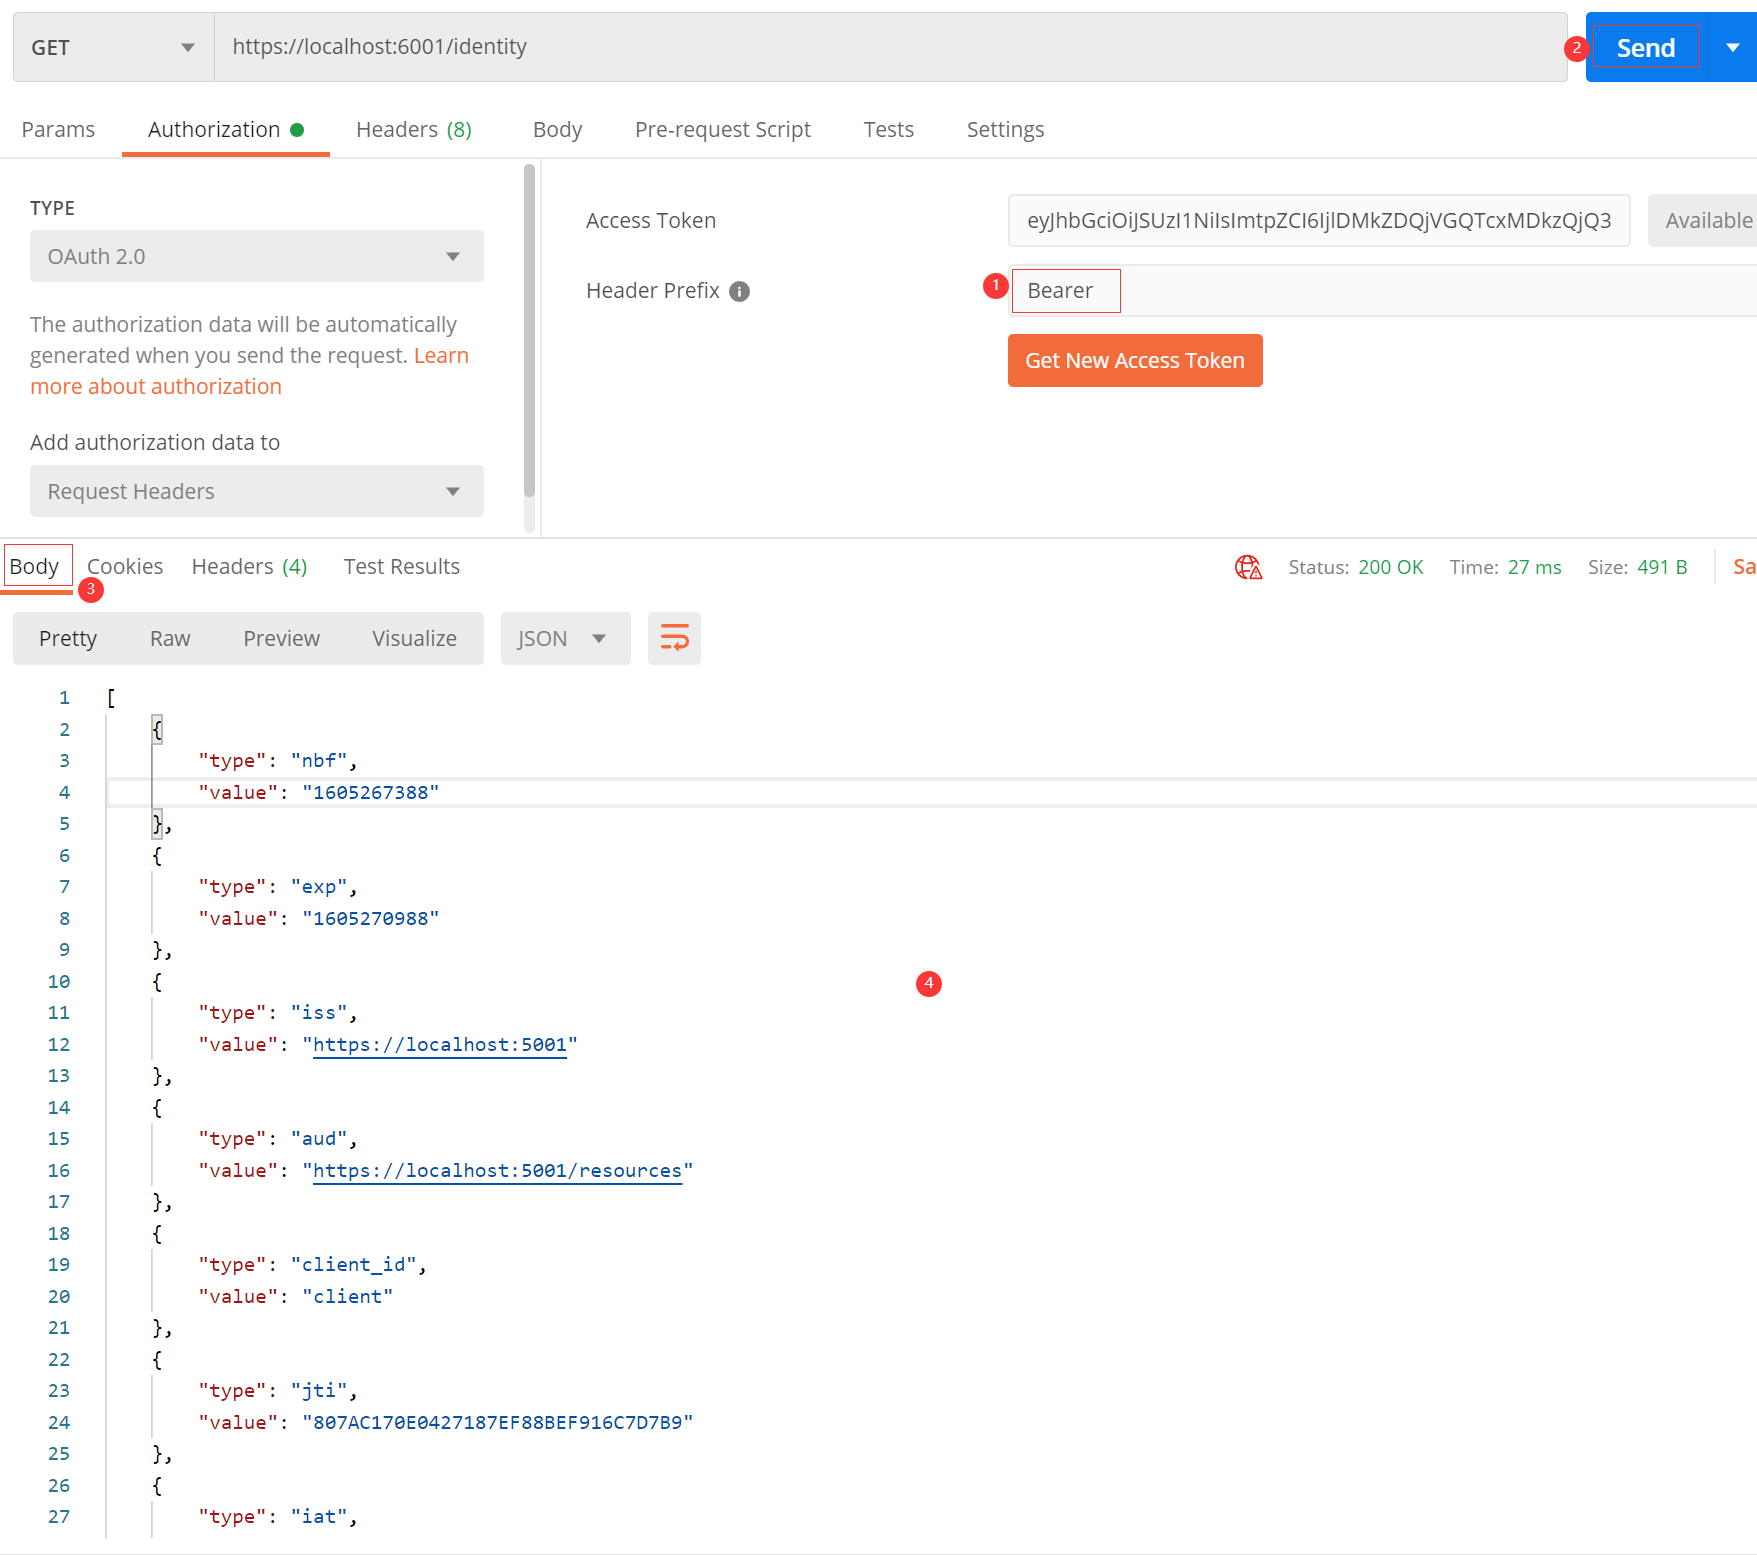 GET
https://localhost:6001/identity
2
Send
Params
Authorization
Headers (8)
Body
Pre-request Script
Tests
Settings
TYPE
OAuth 2.0
The authorization data will be automatically
generated when you send the request. Learn
more about authorization
Add authorization data to
Request Headers
Access Token
eyJhbGciOiJSUzI1NiIsImtpZCI6IjlDMkZDQjVGQTcxMDkzQjQ3
Available
Header Prefix
1
Bearer
Get New Access Token
Body
3
Cookies
Headers (4)
Test Results
Status: 200 OK
Time: 27 ms
Size: 491 B
Sa
Pretty
Raw
Preview
Visualize
JSON
1 [
2 {
3 "type": "nbf",
4 "value": "1605267388"
5 },
6 {
7 "type": "exp",
8 "value": "1605270988"
9 },
10 {
4
11 "type": "iss",
12 "value": "https://localhost:5001"
13 },
14 {
15 "type": "aud",
16 "value": "https://localhost:5001/resources"
17 },
18 {
19 "type": "client_id",
20 "value": "client"
21 },
22 {
23 "type": "jti",
24 "value": "807AC170E0427187EF88BEF916C7D7B9"
25 },
26 {
27 "type": "iat",